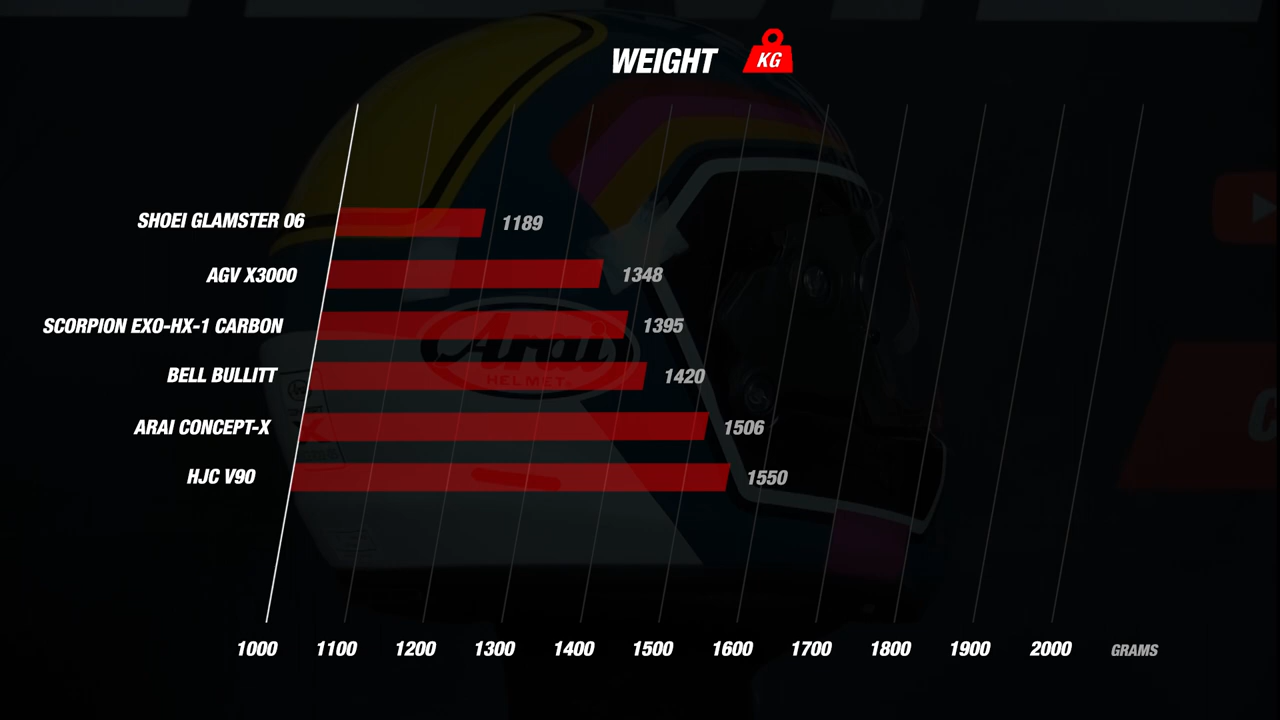 WEIGHT KG
SHOEI GLAMSTER 06 1189
AGV X3000 1348
SCORPION EXO-HX-1 CARBON 1395
Arai
HELMET
BELL BULLITT 1420
ARAI CONCEPT-X 1506
HJC V90 1550
1000 1100 1200 1300 1400 1500 1600 1700 1800 1900 2000 GRAMS